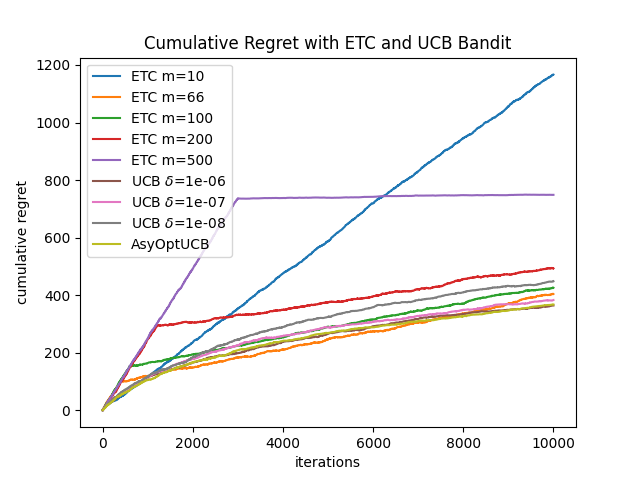 Cumulative Regret with ETC and UCB Bandit
1200
1000
800
600
400
200
0
cumulative regret
ETC m=10
ETC m=66
ETC m=100
ETC m=200
ETC m=500
UCB δ=1e-06
UCB δ=1e-07
UCB δ=1e-08
AsyOptUCB
0 2000 4000 6000 8000 10000
iterations